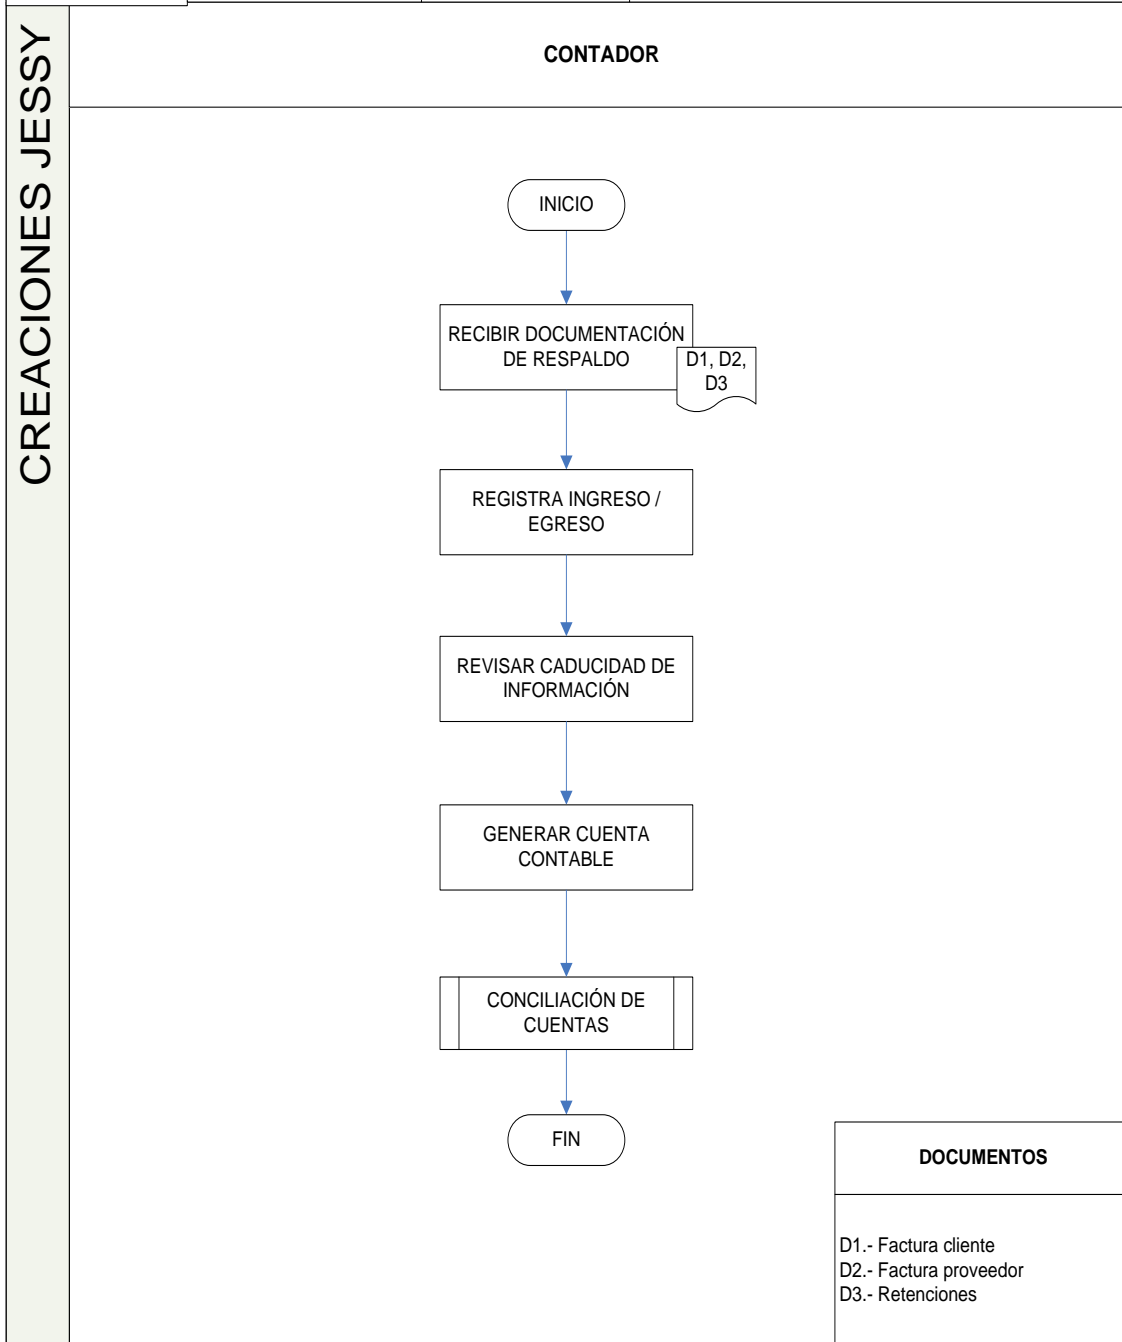 CREACIONES JESSY
CONTADOR
INICIO
RECIBIR DOCUMENTACIÓN
DE RESPALDO
D1, D2,
D3
REGISTRA INGRESO /
EGRESO
REVISAR CADUCIDAD DE
INFORMACIÓN
GENERAR CUENTA
CONTABLE
CONCILIACIÓN DE
CUENTAS
FIN
DOCUMENTOS
D1.- Factura cliente
D2.- Factura proveedor
D3.- Retenciones